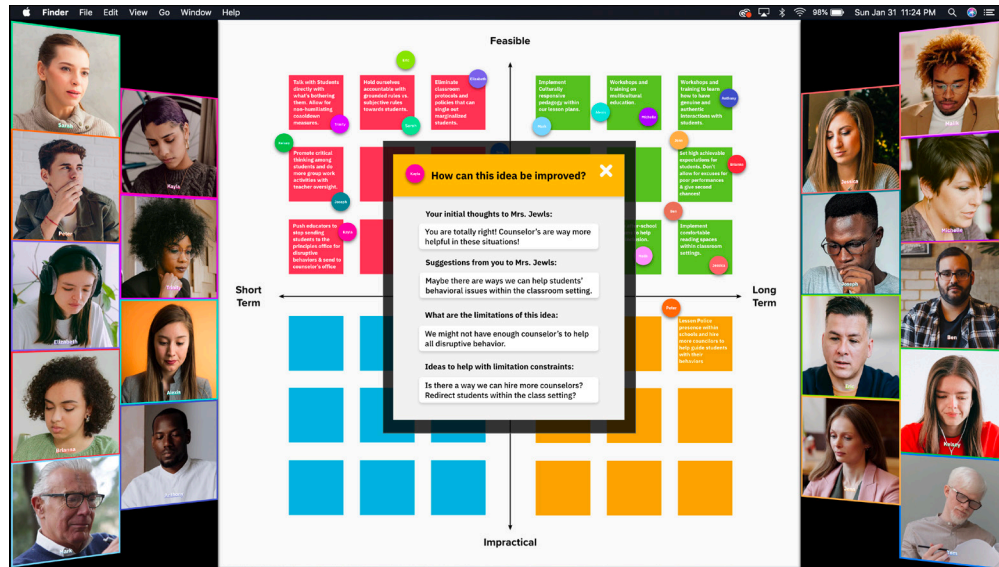 Finder File Edit View Go Window Help
98% Sun Jan 31 11:24 PM
Feasible
Talk with Students
directly with
what's bothering
them. Allow for
non-humiliating
cooldown
measures.
Hold ourselves
accountable with
grounded rules vs.
subjective rules
towards students.
Eliminate
classroom
protocols and
policies that can
single out
marginalized
students.
Elizabeth
Implement
Culturally
responsive
pedagogy within
our lesson plans.
Workshops and
training on
multicultural
education.
Michelle
Workshops and
training to learn
how to have
genuine and
authentic
interactions with
students.
Promote critical
thinking among
students and do
more group work
activities with
teacher oversight.
Joseph
Set high achievable
expectations for
students. Don't
allow for excuses for
poor performances
& give second
chances!
Brianna
Push educators to
stop sending
students to the
principles office for
disruptive
behaviors & send to
counselor's office
Ben
Implement
comfortable
reading spaces
within classroom
settings.
Short
Term
Long
Term
Kayla
How can this idea be improved?
Your initial thoughts to Mrs. Jewls:
You are totally right! Counselor's are way more
helpful in these situations!
Suggestions from you to Mrs. Jewls:
Maybe there are ways we can help students'
behavioral issues within the classroom setting.
What are the limitations of this idea:
We might not have enough counselor's to help
all disruptive behavior.
Ideas to help with limitation constraints:
Is there a way we can hire more counselors?
Redirect students within the class setting?
Peter
Lesson Police
presence within
schools and hire
more councilors to
help guide students
with their
behaviors
Impractical
Sarah
Kayla
Peter
Elizabeth
Alexis
Brianna
Mark
Malik
Jessica
Michelle
Joseph
Ben
Kelsey